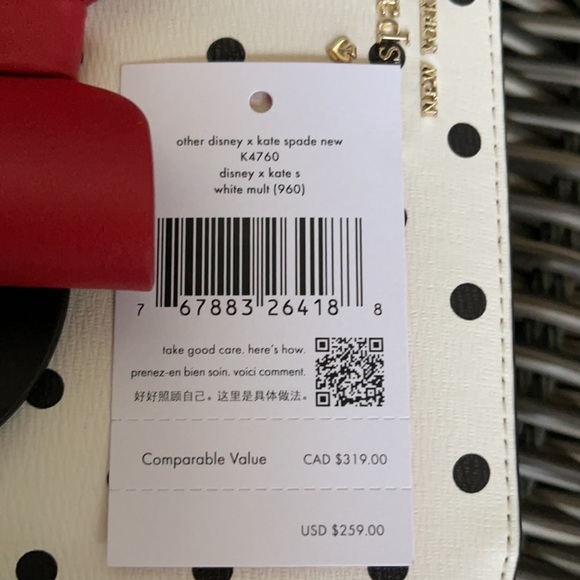 spa
NEW YORK
other disney x kate spade new
K4760
disney x kate s
white mult (960)
7 67883 26418 8
take good care. here's how.
prenez-en bien soin. voici comment.
好好照顾自己。这里是具体做法。
Comparable Value CAD $319.00
USD $259.00